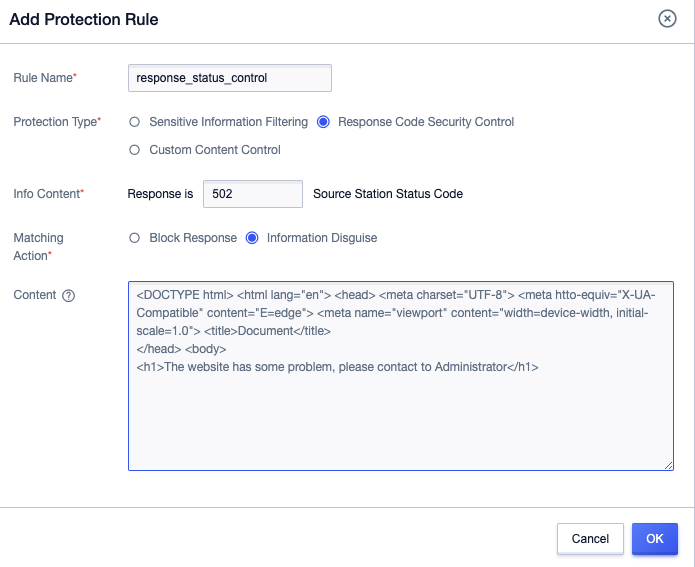 Add Protection Rule
Rule Name*
response_status_control
Protection Type*
Sensitive Information Filtering
Response Code Security Control
Custom Content Control
Info Content*
Response is
502
Source Station Status Code
Matching
Action*
Block Response
Information Disguise
Content
<DOCTYPE html> <html lang="en"> <head> <meta charset="UTF-8"> <meta htto-equiv="X-UA-
Compatible" content="E=edge"> <meta name="viewport" content="width=device-width, initial-
scale=1.0"> <title>Document</title>
</head> <body>
<h1>The website has some problem, please contact to Administrator</h1>
Cancel
OK